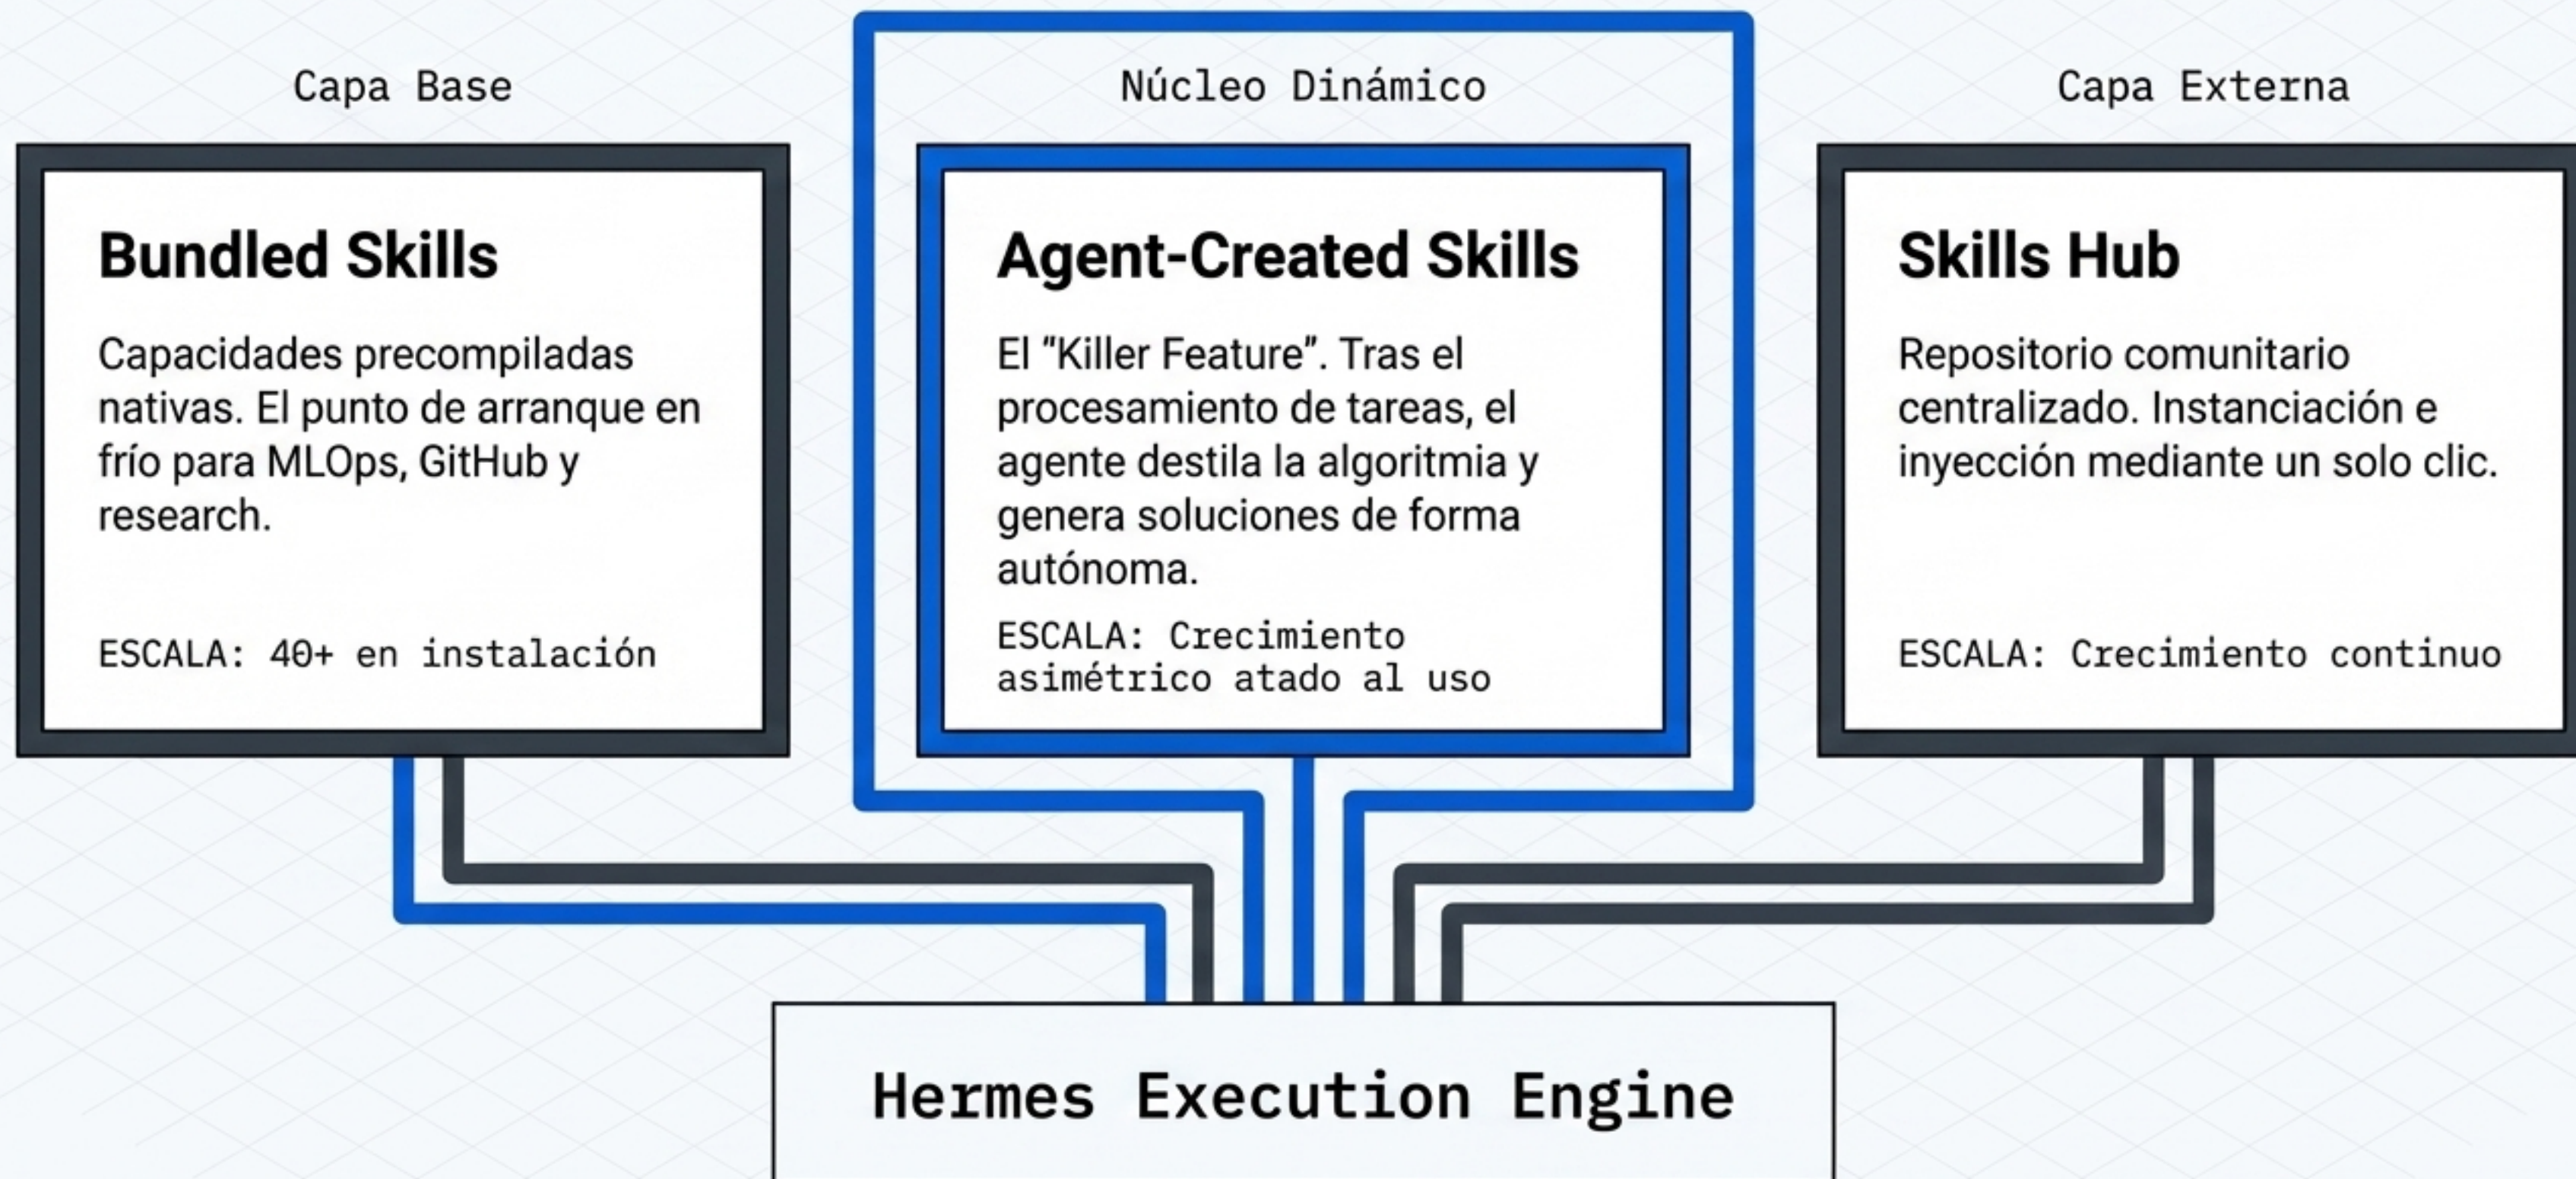 Capa Base
Bundled Skills
Capacidades precompiladas
nativas. El punto de arranque en
frío para MLOps, GitHub y
research.
ESCALA: 40+ en instalación
Núcleo Dinámico
Agent-Created Skills
El "Killer Feature". Tras el
procesamiento de tareas, el
agente destila la algoritmia y
genera soluciones de forma
autónoma.
ESCALA: Crecimiento
asimétrico atado al uso
Capa Externa
Skills Hub
Repositorio comunitario
centralizado. Instanciación e
inyección mediante un solo clic.
ESCALA: Crecimiento continuo
Hermes Execution Engine